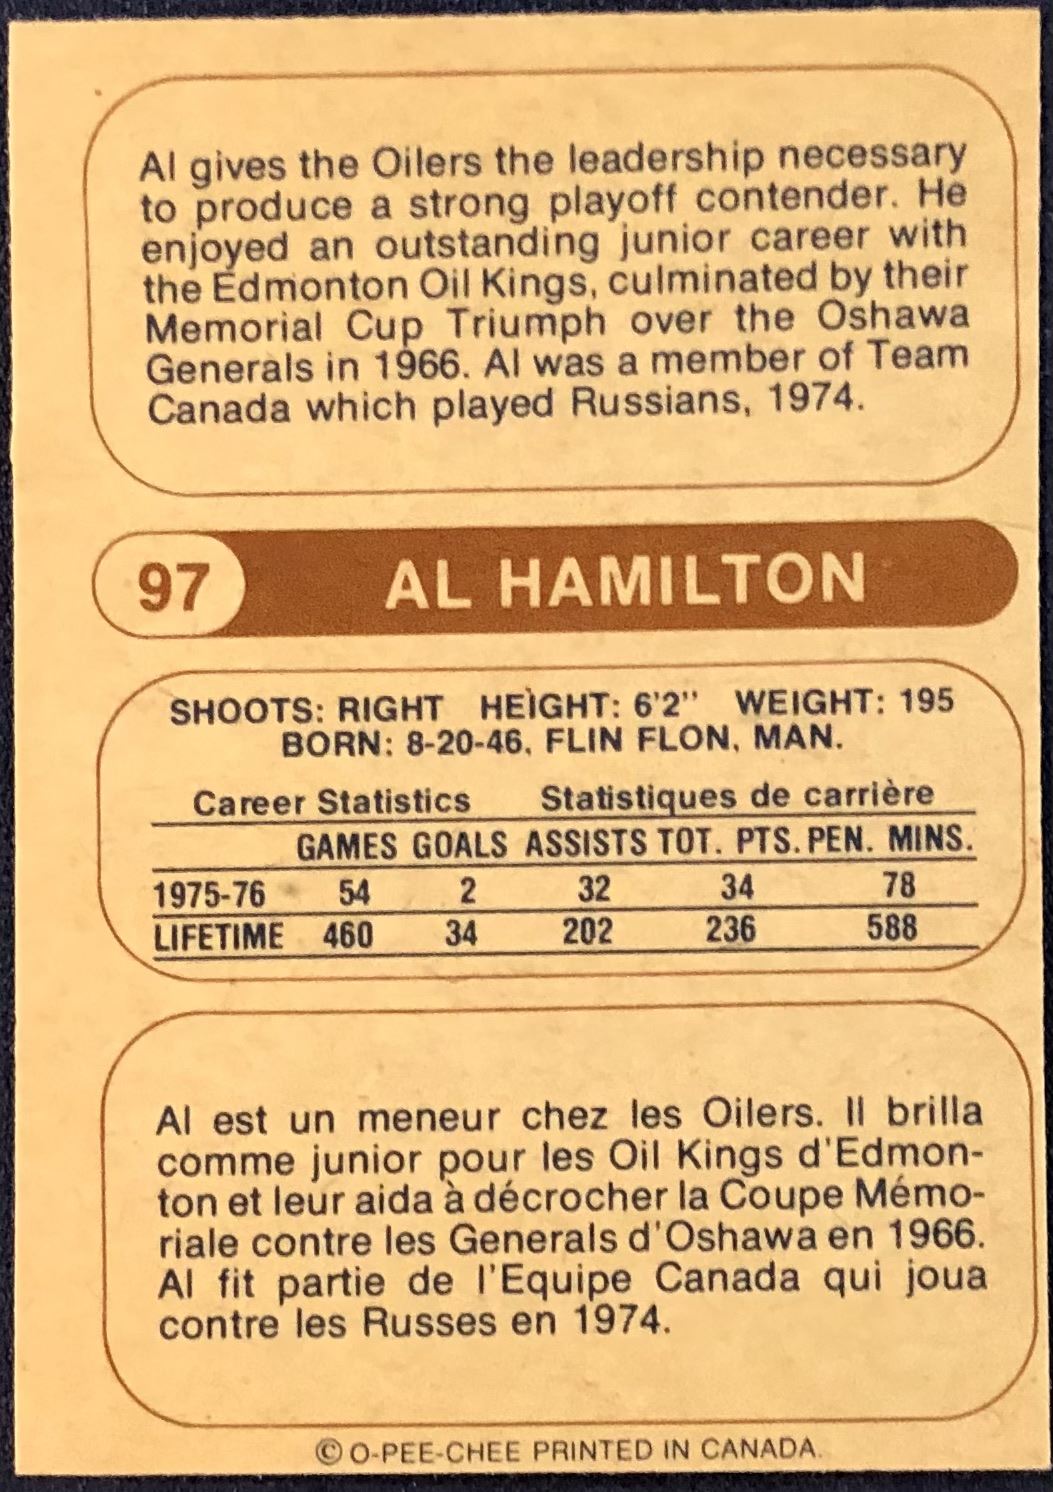 Al gives the Oilers the leadership necessary
to produce a strong playoff contender. He
enjoyed an outstanding junior career with
the Edmonton Oil Kings, culminated by their
Memorial Cup Triumph over the Oshawa
Generals in 1966. Al was a member of Team
Canada which played Russians, 1974.
97 AL HAMILTON
SHOOTS: RIGHT HEIGHT: 6'2" WEIGHT: 195
BORN: 8-20-46, FLIN FLON, MAN.
Career Statistics Statistiques de carrière
GAMES GOALS ASSISTS TOT. PTS. PEN. MINS.
1975-76 54 2 32 34 78
LIFETIME 460 34 202 236 588
Al est un meneur chez les Oilers. Il brilla
comme junior pour les Oil Kings d'Edmon-
ton et leur aida à décrocher la Coupe Mémo-
riale contre les Generals d'Oshawa en 1966.
Al fit partie de l'Equipe Canada qui joua
contre les Russes en 1974.
© O-PEE-CHEE PRINTED IN CANADA.